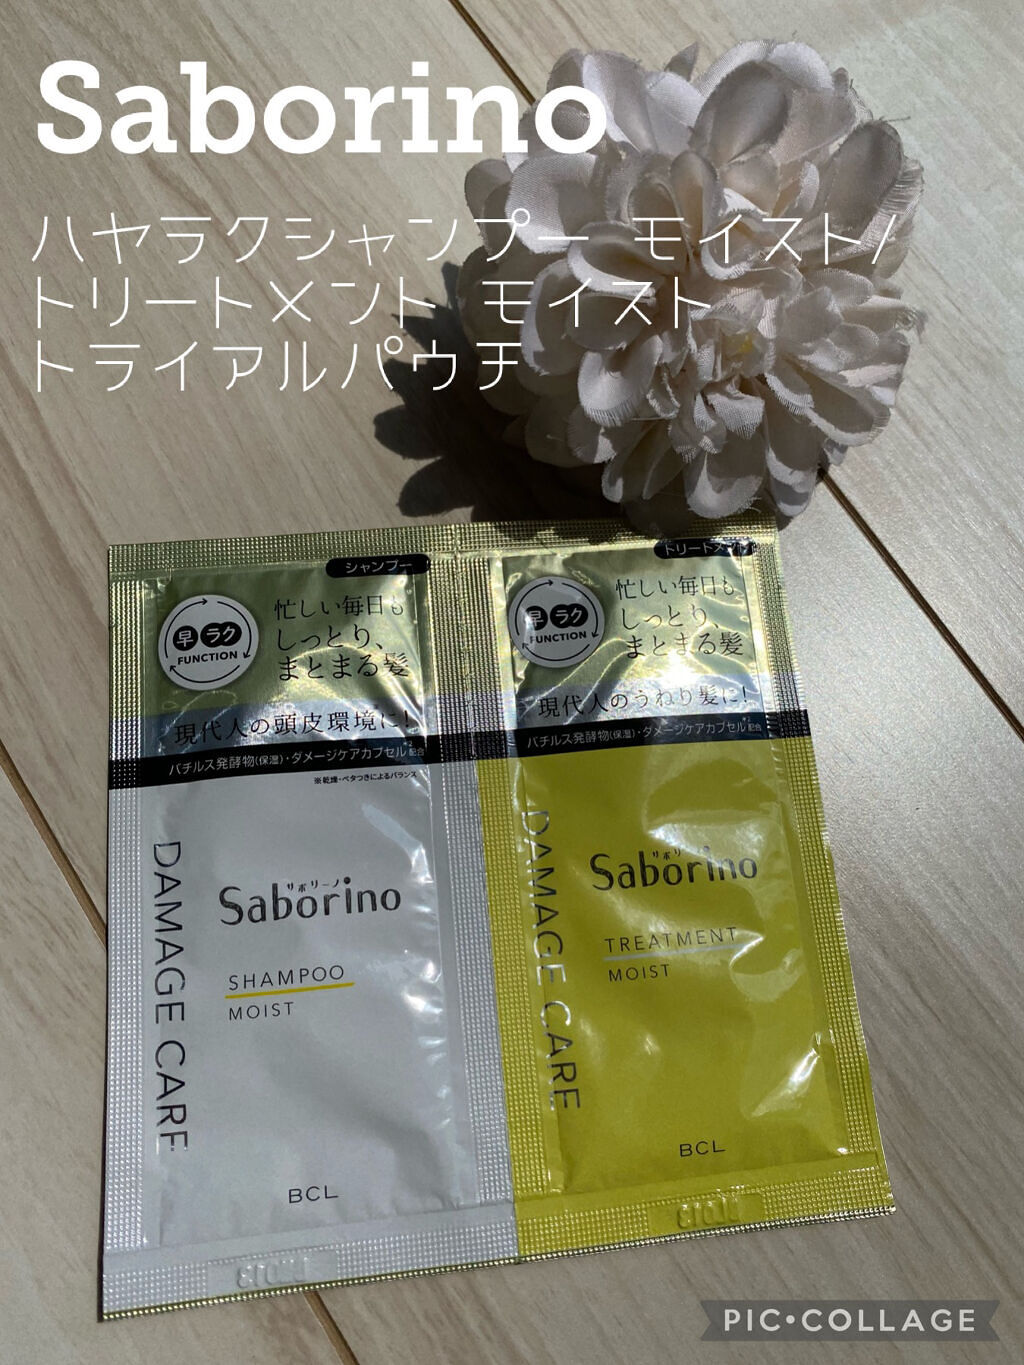 Saborino
ハヤラクシャンプー モイスト/
トリートメント モイスト
トライアルパウチ
シャンプー
早 ラク
FUNCTION
忙しい毎日も
しっとり、
まとまる髪
現代人の頭皮環境に!
バチルス発酵物(保湿)・ダメージケアカプセル*2配合
※乾燥・ベタつきによるバランス
DAMAGE CARE
サボリーノ
Saborino
SHAMPOO
MOIST
BCL
トリートメント
早 ラク
FUNCTION
忙しい毎日も
しっとり、
まとまる髪
現代人のうねり髪に!
バチルス発酵物(保湿)・ダメージケアカプセル*2配合
DAMAGE CARE
サボリーノ
Saborino
TREATMENT
MOIST
BCL
PIC•COLLAGE